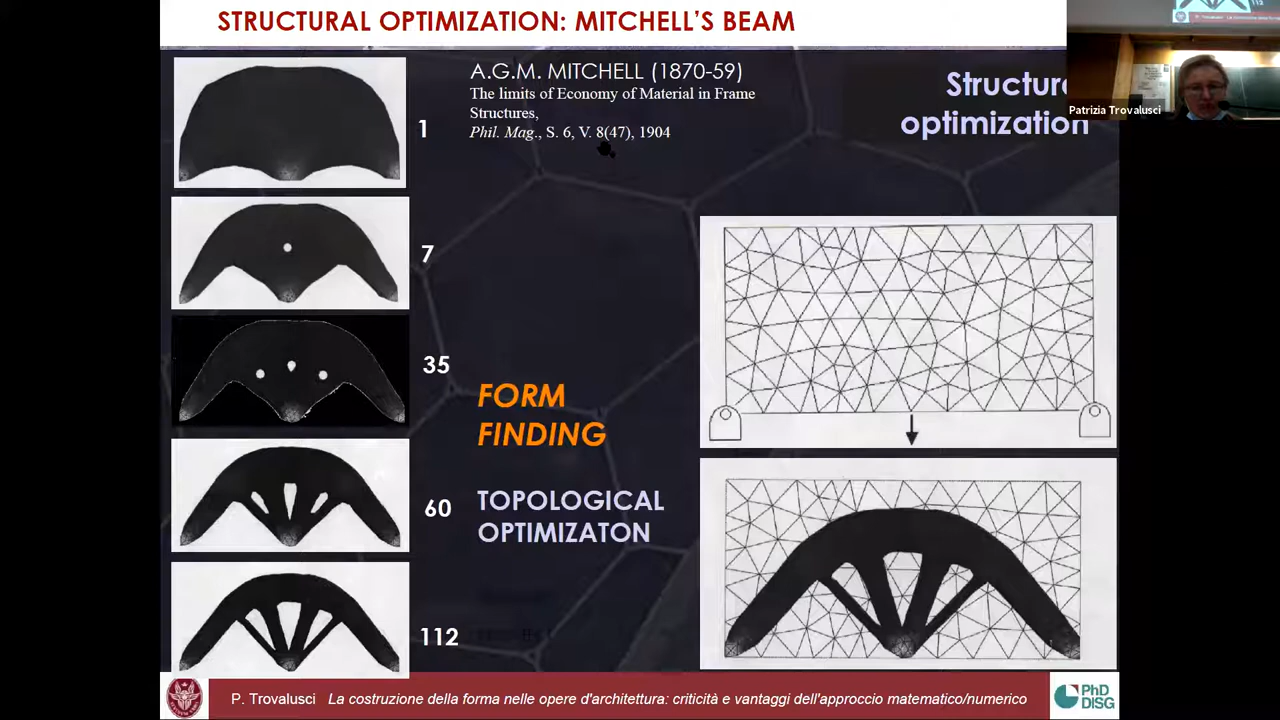 STRUCTURAL OPTIMIZATION: MITCHELL'S BEAM
A.G.M. MITCHELL (1870-59)
The limits of Economy of Material in Frame
Structures,
Phil. Mag., S. 6, V. 8(47), 1904
Structur
optimization
Patrizia Trovalusci
112
1
7
35
FORM
FINDING
60
TOPOLOGICAL
OPTIMIZATON
112
P. Trovalusci La costruzione della forma nelle opere d'architettura: criticità e vantaggi dell'approccio matematico/numerico
PhD
DISG